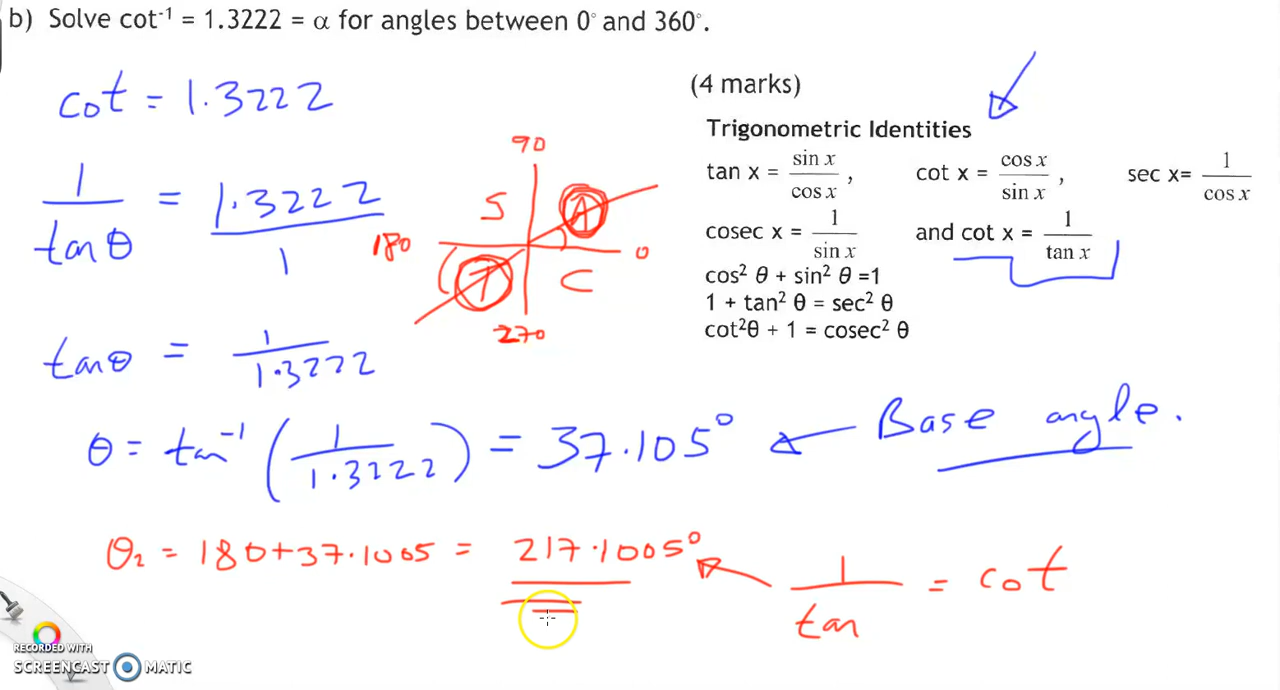 b) Solve cot⁻¹ = 1.3222 = α for angles between 0° and 360°.
cot = 1.3222
(4 marks)
Trigonometric Identities
tan x = sin x / cos x , cot x = cos x / sin x , sec x= 1 / cos x
cosec x = 1 / sin x and cot x = 1 / tan x
cos² θ + sin² θ =1
1 + tan² θ = sec² θ
cot²θ + 1 = cosec² θ
1 / tan θ = 1.3222 / 1
90
S A
180 0
T C
270
tan θ = 1 / 1.3222
θ = tan⁻¹ ( 1 / 1.3222 ) = 37.105° ← Base angle.
θ₂ = 180+37.1005 = 217.1005°
1 / tan = cot
RECORDED WITH
SCREENCAST MATIC